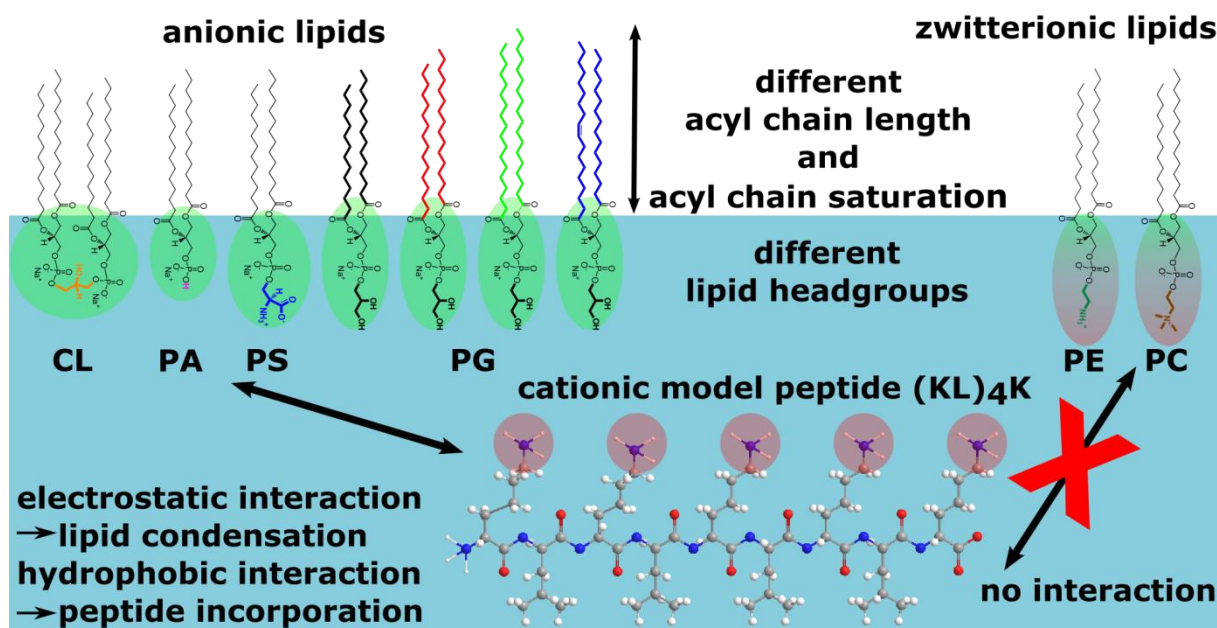 anionic lipids
zwitterionic lipids
different
acyl chain length
and
acyl chain saturation
different
lipid headgroups
CL
PA
PS
PG
PE
PC
cationic model peptide (KL)4K
electrostatic interaction
→lipid condensation
hydrophobic interaction
→peptide incorporation
no interaction